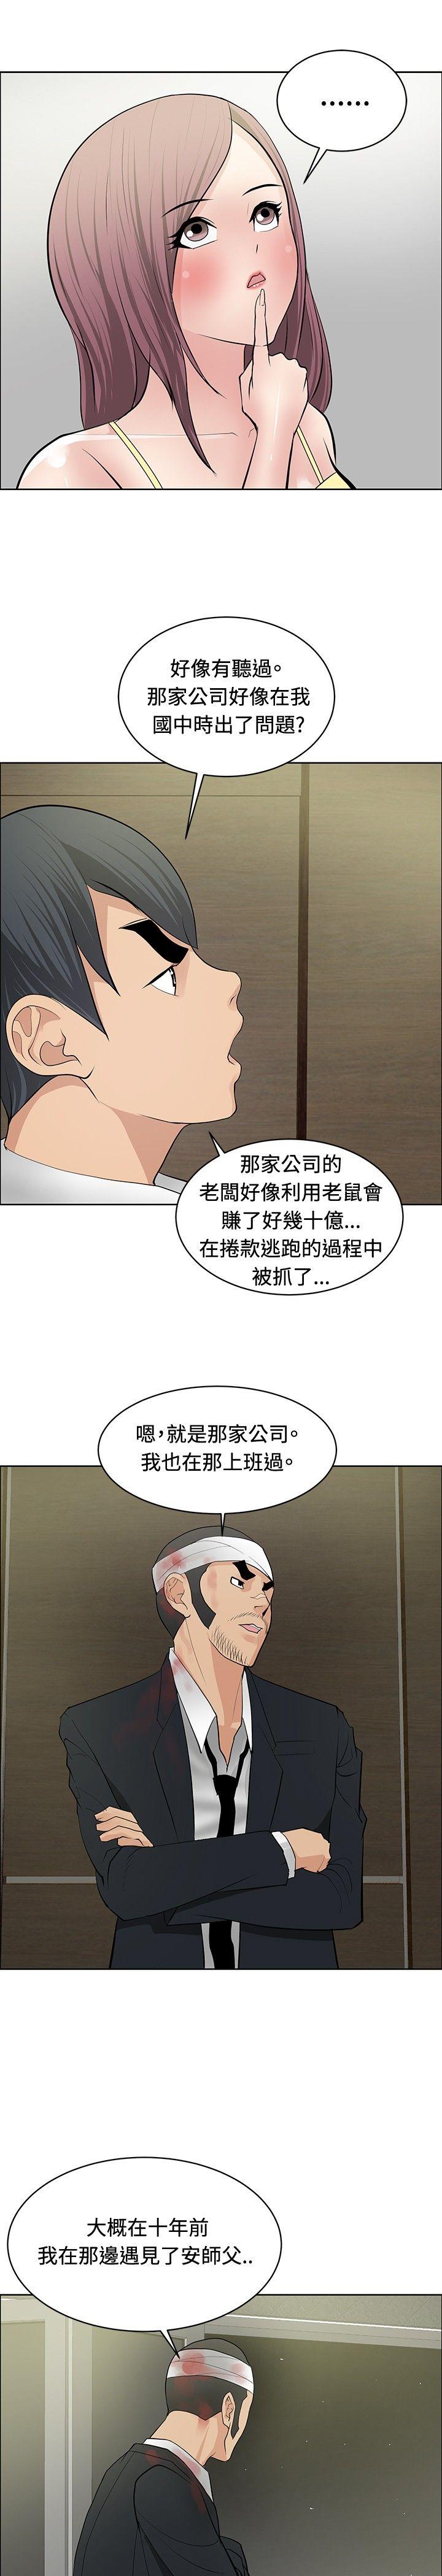 ......
好像有聽過。
那家公司好像在我
國中時出了問題?
那家公司的
老闆好像利用老鼠會
賺了好幾十億...
在捲款逃跑的過程中
被抓了...
嗯,就是那家公司。
我也在那上班過。
大概在十年前
我在那邊遇見了安師父..